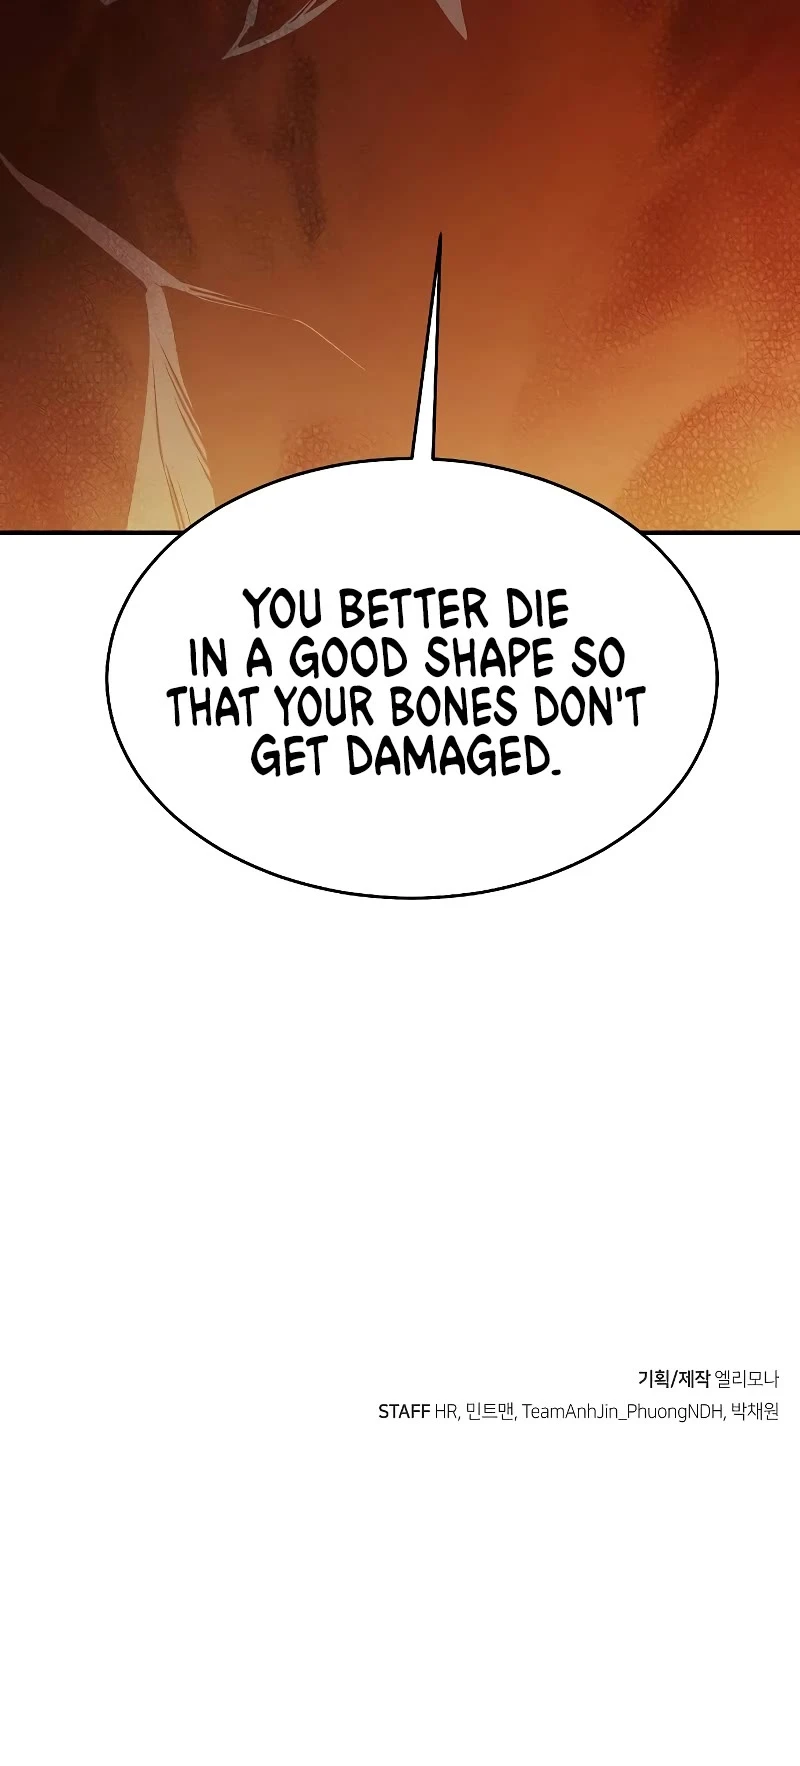 YOU BETTER DIE
IN A GOOD SHAPE SO
THAT YOUR BONES DON'T
GET DAMAGED.
기획/제작 엘리모나
STAFF HR, 민트맨, TeamAnhJin_PhuongNDH, 박채원